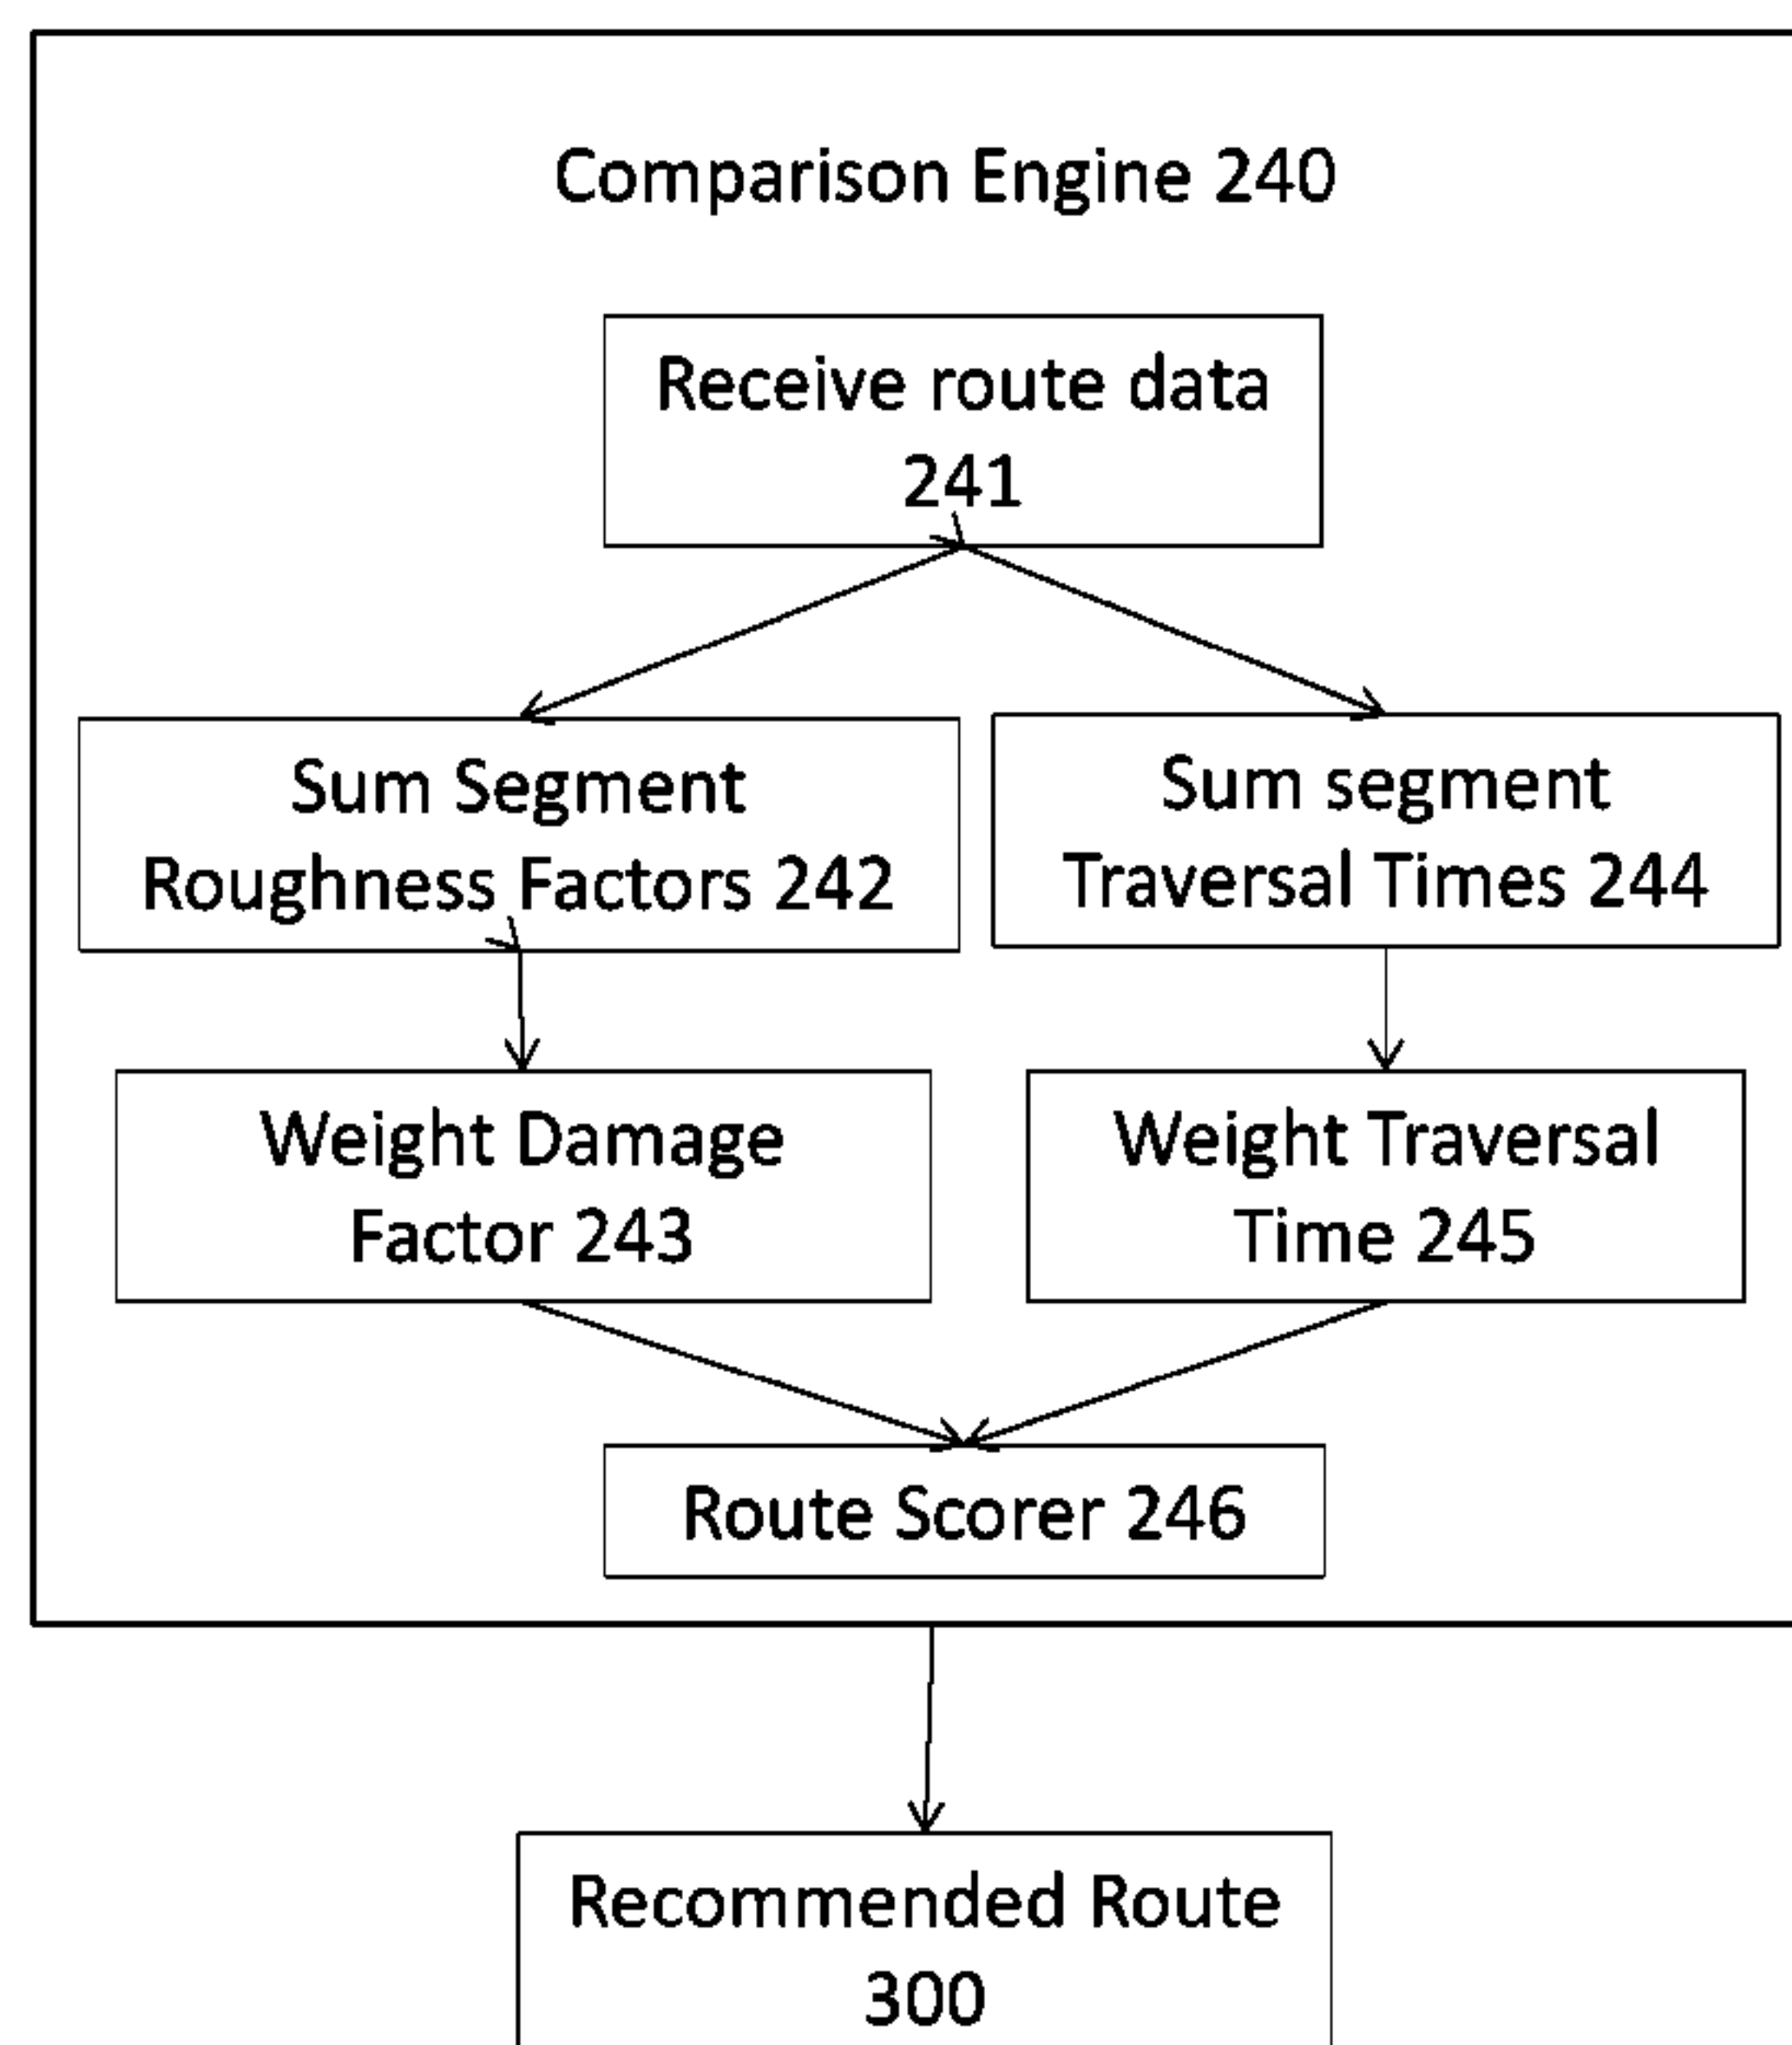 Comparison Engine 240
Receive route data
241
Sum Segment
Roughness Factors 242
Sum segment
Traversal Times 244
Weight Damage
Factor 243
Weight Traversal
Time 245
Route Scorer 246
Recommended Route
300